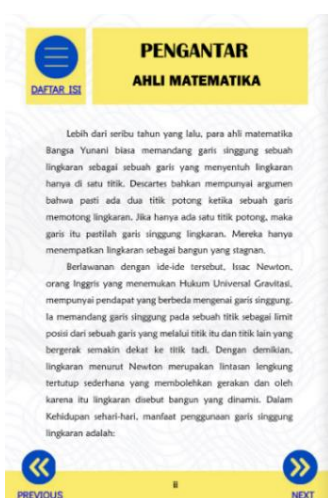 PENGANTAR
AHLI MATEMATIKA
DAFTAR ISI
Lebih dari seribu tahun yang lalu, para ahli matematika
Bangsa Yunani biasa memandang garis singgung sebuah
lingkaran sebagai sebuah garis yang menyentuh lingkaran
hanya di satu titik. Descartes bahkan mempunyai argumen
bahwa pasti ada dua titik potong ketika sebuah garis
memotong lingkaran. Jika hanya ada satu titik potong, maka
garis itu pastilah garis singgung lingkaran. Mereka hanya
menempatkan lingkaran sebagai bangun yang stagnan.
Berlawanan dengan ide-ide tersebut, Issac Newton,
orang Inggris yang menemukan Hukum Universal Gravitasi,
mempunyai pendapat yang berbeda mengenai garis singgung.
Ia memandang garis singgung pada sebuah titik sebagai limit
posisi dari sebuah garis yang melalui titik itu dan titik lain yang
bergerak semakin dekat ke titik tadi. Dengan demikian,
lingkaran menurut Newton merupakan lintasan lengkung
tertutup sederhana yang membolehkan gerakan dan oleh
karena itu lingkaran disebut bangun yang dinamis. Dalam
Kehidupan sehari-hari, manfaat penggunaan garis singgung
lingkaran adalah:
ii
PREVIOUS
NEXT